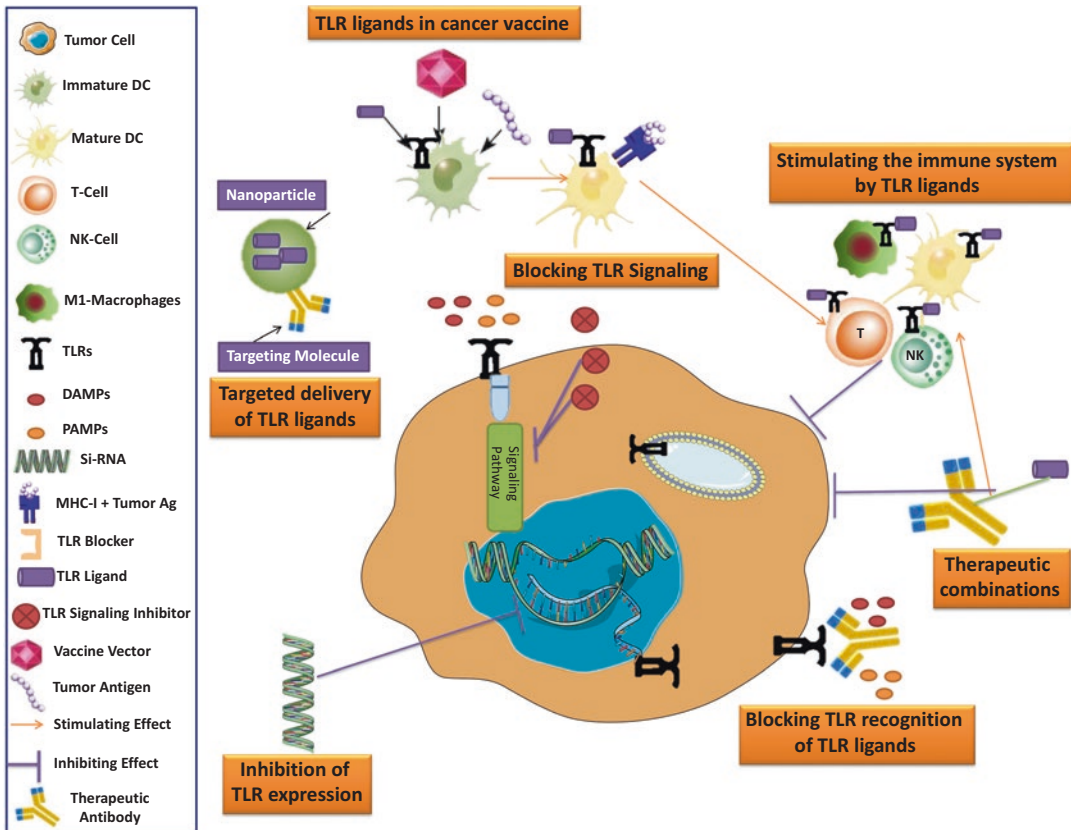 Tumor Cell
Immature DC
Mature DC
T-Cell
NK-Cell
M1-Macrophages
TLRs
DAMPs
PAMPs
Si-RNA
MHC-I + Tumor Ag
TLR Blocker
TLR Ligand
TLR Signaling Inhibitor
Vaccine Vector
Tumor Antigen
Stimulating Effect
Inhibiting Effect
Therapeutic
Antibody
TLR ligands in cancer vaccine
Nanoparticle
Targeting Molecule
Targeted delivery
of TLR ligands
Blocking TLR Signaling
Stimulating the immune system
by TLR ligands
T
NK
Signaling
Pathway
Therapeutic
combinations
Blocking TLR recognition
of TLR ligands
Inhibition of
TLR expression